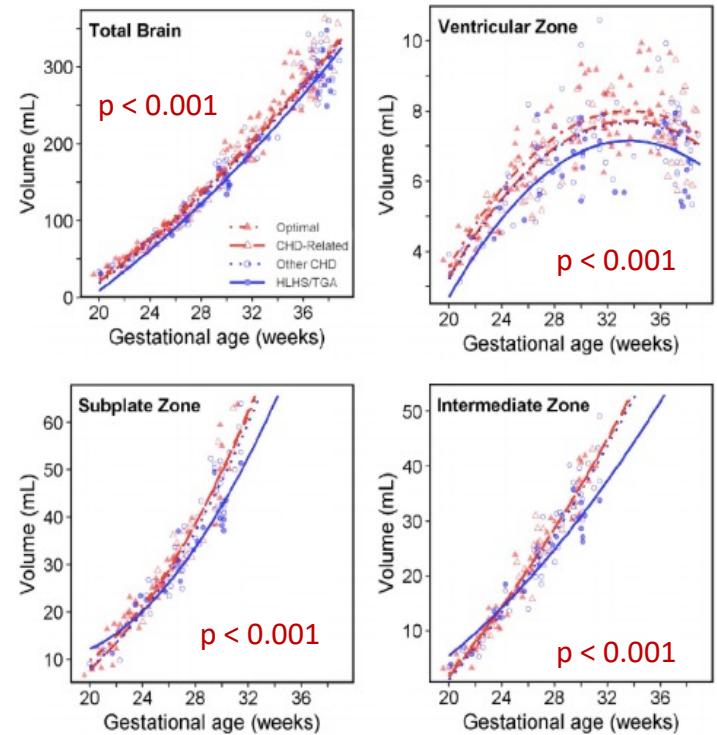 Total Brain
p < 0.001
Volume (mL)
300
200
100
0
Optimal
CHD-Related
Other CHD
HLHS/TGA
20 24 28 32 36
Gestational age (weeks)
Ventricular Zone
p < 0.001
Volume (mL)
10
8
6
4
20 24 28 32 36
Gestational age (weeks)
Subplate Zone
p < 0.001
Volume (mL)
60
50
40
30
20
10
20 24 28 32 36
Gestational age (weeks)
Intermediate Zone
p < 0.001
Volume (mL)
50
40
30
20
10
20 24 28 32 36
Gestational age (weeks)